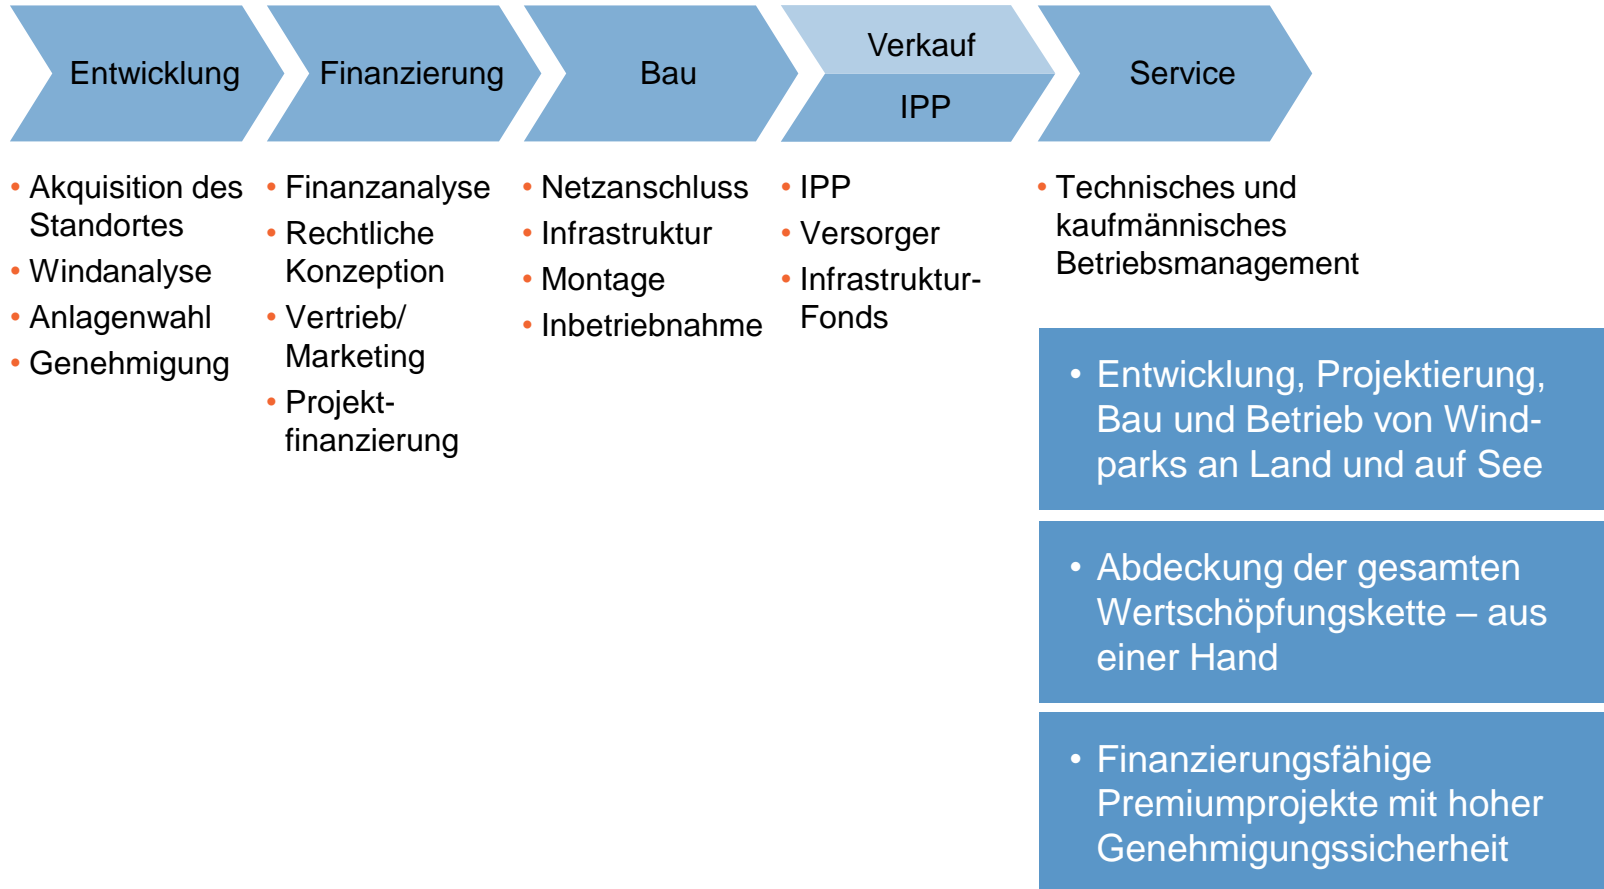 Entwicklung
Finanzierung
Bau
Verkauf
IPP
Service
• Akquisition des
Standortes
• Windanalyse
• Anlagenwahl
• Genehmigung
• Finanzanalyse
• Rechtliche
Konzeption
• Vertrieb/
Marketing
• Projekt-
finanzierung
• Netzanschluss
• Infrastruktur
• Montage
• Inbetriebnahme
• IPP
• Versorger
• Infrastruktur-
Fonds
• Technisches und
kaufmännisches
Betriebsmanagement
• Entwicklung, Projektierung,
Bau und Betrieb von Wind-
parks an Land und auf See
• Abdeckung der gesamten
Wertschöpfungskette – aus
einer Hand
• Finanzierungsfähige
Premiumprojekte mit hoher
Genehmigungssicherheit